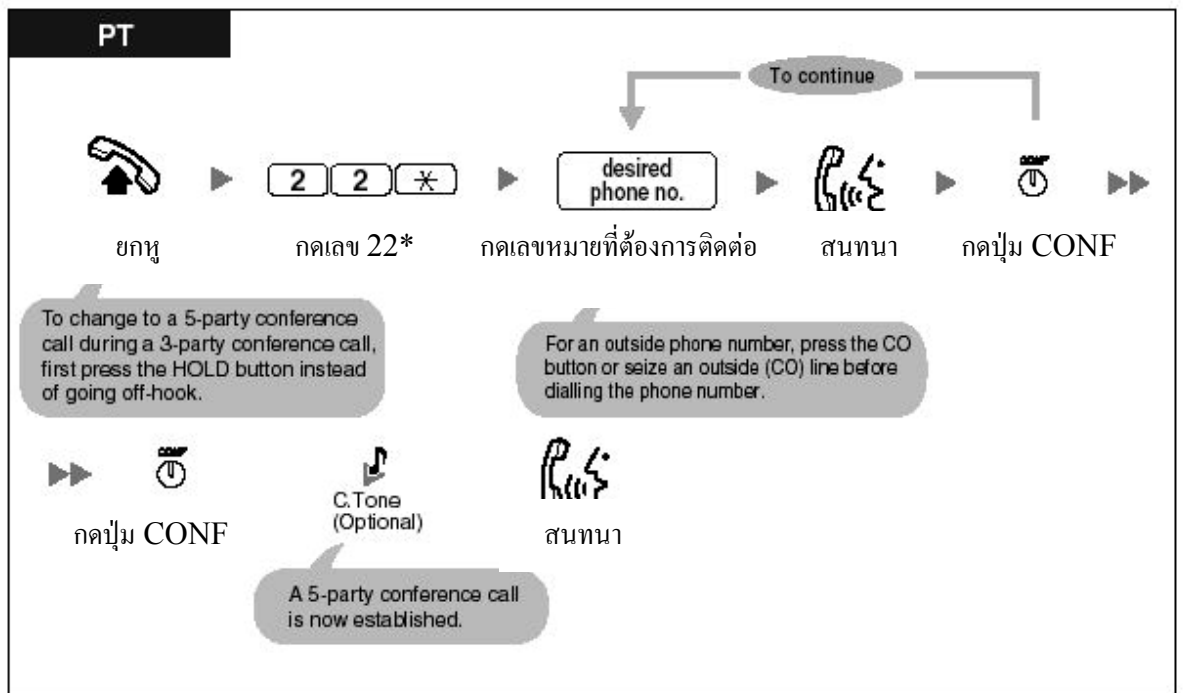 PT
To continue
2 2 *
desired
phone no.
CONF
ยกหู
กดเลข 22*
กดเลขหมายที่ต้องการติดต่อ
สนทนา
กดปุ่ม CONF
To change to a 5-party conference
call during a 3-party conference call,
first press the HOLD button instead
of going off-hook.
For an outside phone number, press the CO
button or seize an outside (CO) line before
dialling the phone number.
CONF
C.Tone
(Optional)
กดปุ่ม CONF
สนทนา
A 5-party conference call
is now established.